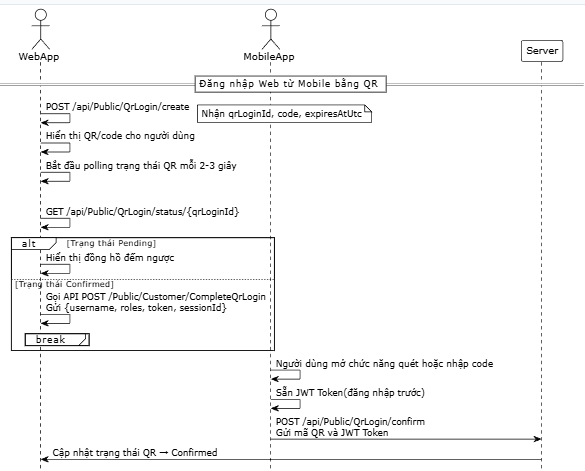 WebApp
MobileApp
Server
Đăng nhập Web từ Mobile bằng QR
POST /api/Public/QrLogin/create
Nhận qrLoginId, code, expiresAtUtc
Hiển thị QR/code cho người dùng
Bắt đầu polling trạng thái QR mỗi 2-3 giây
GET /api/Public/QrLogin/status/{qrLoginId}
alt [Trạng thái Pending]
Hiển thị đồng hồ đếm ngược
[Trạng thái Confirmed]
Gọi API POST /Public/Customer/CompleteQrLogin
Gửi {username, roles, token, sessionId}
break
Người dùng mở chức năng quét hoặc nhập code
Sẵn JWT Token(đăng nhập trước)
POST /api/Public/QrLogin/confirm
Gửi mã QR và JWT Token
Cập nhật trạng thái QR → Confirmed